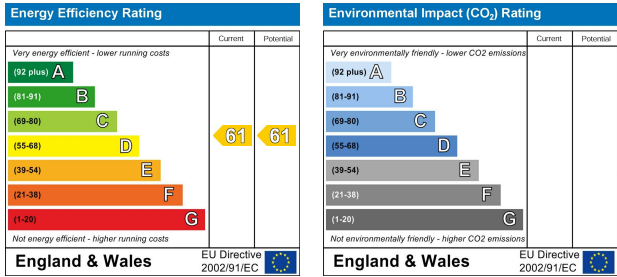 Energy Efficiency Rating
Current Potential
Very energy efficient - lower running costs
(92 plus) A
(81-91) B
(69-80) C
(55-68) D
61 61
(39-54) E
(21-38) F
(1-20) G
Not energy efficient - higher running costs
England & Wales
EU Directive
2002/91/EC
Environmental Impact (CO2) Rating
Current Potential
Very environmentally friendly - lower CO2 emissions
(92 plus) A
(81-91) B
(69-80) C
(55-68) D
(39-54) E
(21-38) F
(1-20) G
Not environmentally friendly - higher CO2 emissions
England & Wales
EU Directive
2002/91/EC